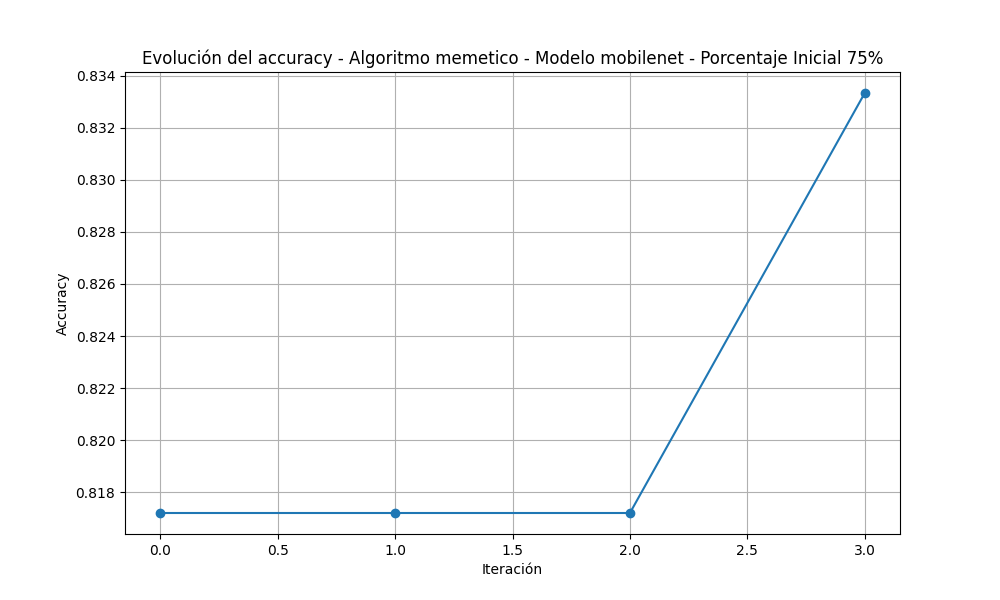 Evolución del accuracy - Algoritmo memetico - Modelo mobilenet - Porcentaje Inicial 75%
0.834
0.832
0.830
0.828
0.826
0.824
0.822
0.820
0.818
Accuracy
0.0 0.5 1.0 1.5 2.0 2.5 3.0
Iteración